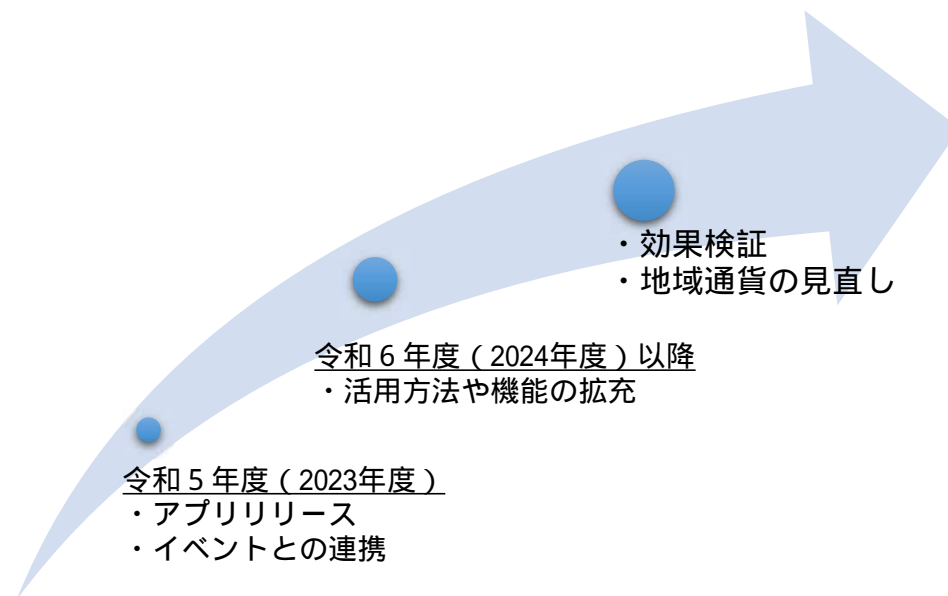 ・効果検証
・地域通貨の見直し
令和６年度（2024年度）以降
・活用方法や機能の拡充
令和５年度（2023年度）
・アプリリリース
・イベントとの連携